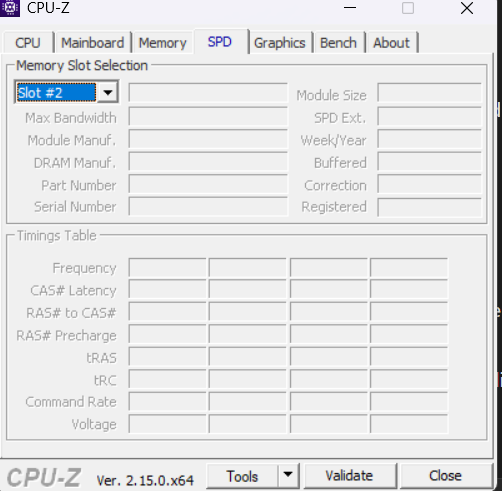 CPU-Z
CPU Mainboard Memory SPD Graphics Bench About
Memory Slot Selection
Slot #2 Module Size
Max Bandwidth SPD Ext.
Module Manuf. Week/Year
DRAM Manuf. Buffered
Part Number Correction
Serial Number Registered
Timings Table
Frequency
CAS# Latency
RAS# to CAS#
RAS# Precharge
tRAS
tRC
Command Rate
Voltage
CPU-Z Ver. 2.15.0.x64 Tools Validate Close